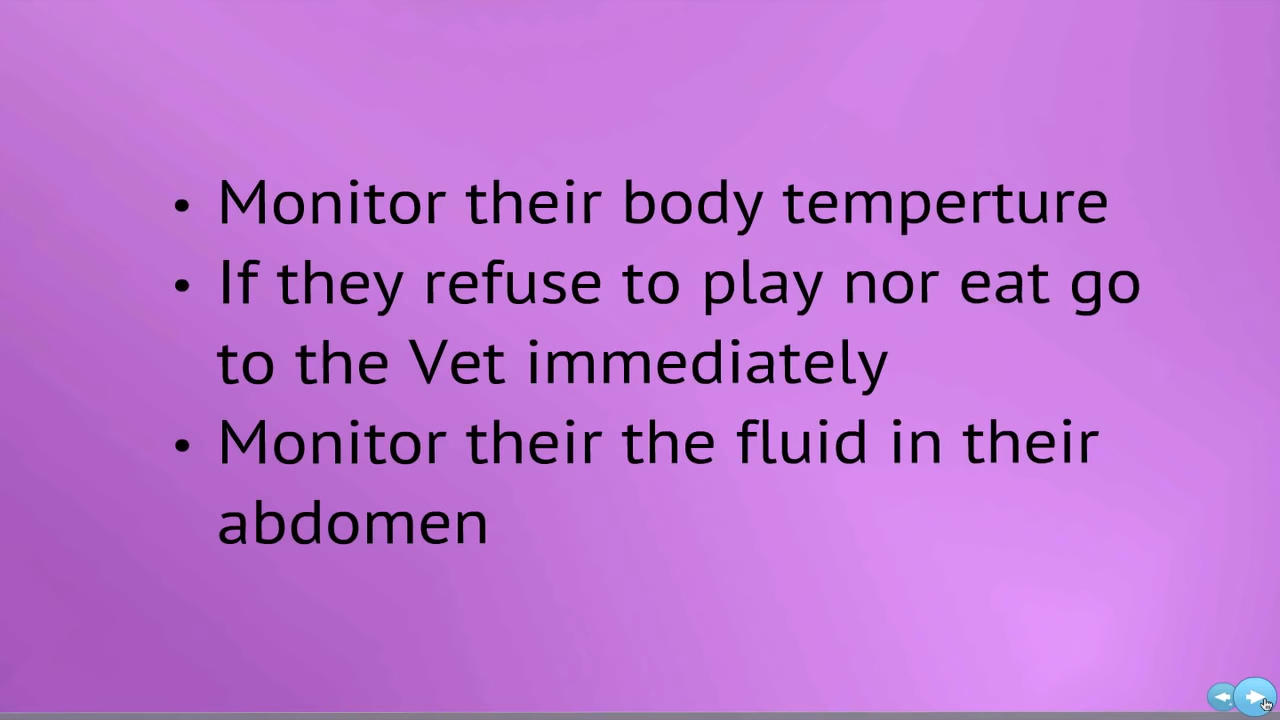 • Monitor their body temperture
• If they refuse to play nor eat go
to the Vet immediately
• Monitor their the fluid in their
abdomen